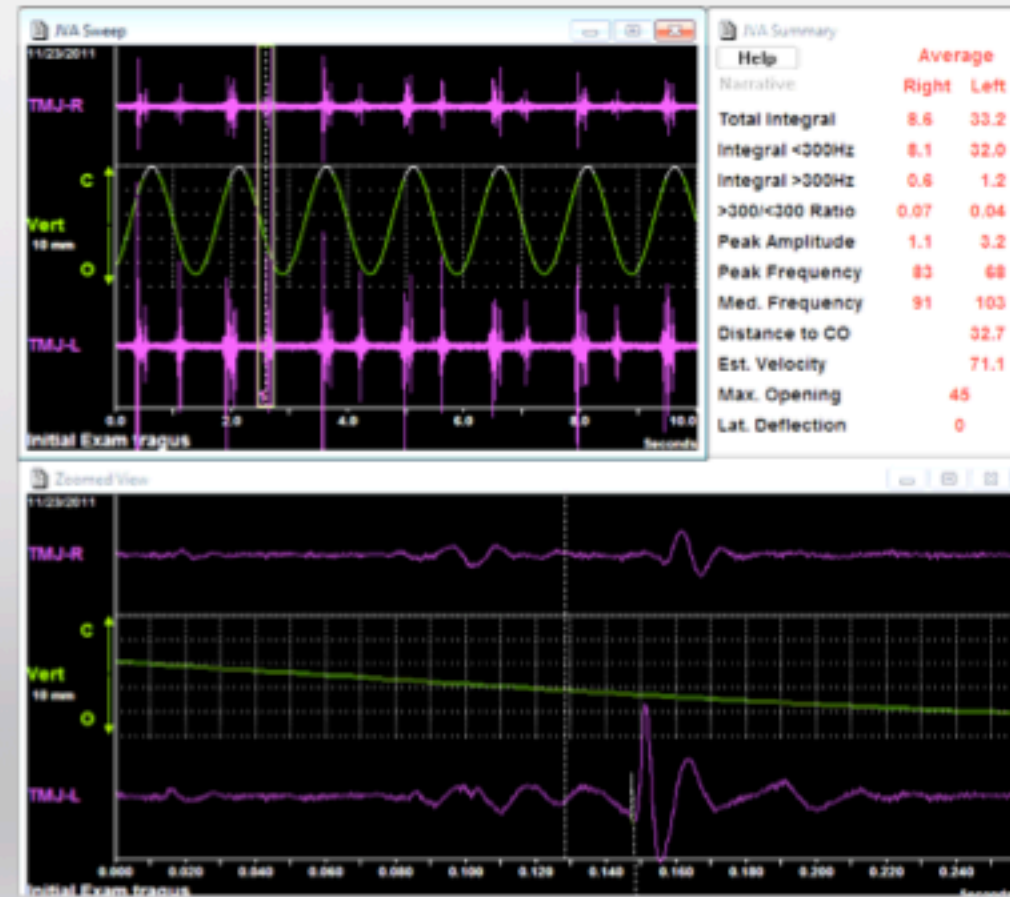 JVA Sweep
11/23/2011
TMJ-R
C
Vert
10 mm
O
TMJ-L
0.0 2.0 4.0 6.0 8.0 10.0
Initial Exam tragus
Seconds
JVA Summary
Help Average
Narrative Right Left
Total Integral 8.6 33.2
Integral <300Hz 8.1 32.0
Integral >300Hz 0.6 1.2
>300/<300 Ratio 0.07 0.04
Peak Amplitude 1.1 3.2
Peak Frequency 83 68
Med. Frequency 91 103
Distance to CO 32.7
Est. Velocity 71.1
Max. Opening 45
Lat. Deflection 0
Zoomed View
11/23/2011
TMJ-R
C
Vert
10 mm
O
TMJ-L
0.000 0.020 0.040 0.060 0.080 0.100 0.120 0.140 0.160 0.180 0.200 0.220 0.240
Initial Exam tragus
Seconds